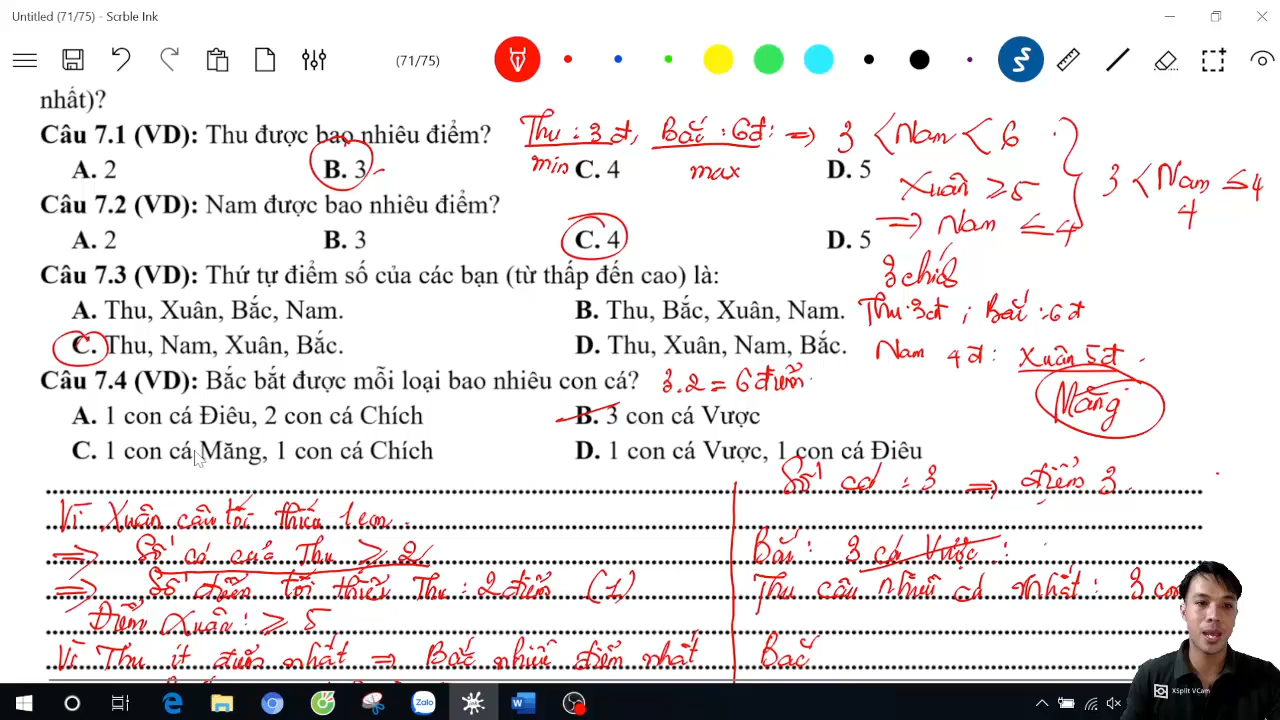 Untitled (71/75) - Scrble Ink
(71/75)
nhất)?
Câu 7.1 (VD): Thu được bao nhiêu điểm?
Thu : 3 đ, Bắc : 6đ : => 3 < Nam < 6
min
max
A. 2 B. 3 C. 4 D. 5
Xuân ≥ 5
3 < Nam ≤ 4
4
Câu 7.2 (VD): Nam được bao nhiêu điểm?
=> Nam ≤ 4
A. 2 B. 3 C. 4 D. 5
Câu 7.3 (VD): Thứ tự điểm số của các bạn (từ thấp đến cao) là:
A. Thu, Xuân, Bắc, Nam. B. Thu, Bắc, Xuân, Nam.
Thu : 3đ ; Bắc : 6 đ
C. Thu, Nam, Xuân, Bắc. D. Thu, Xuân, Nam, Bắc.
Nam 4 đ : Xuân 5 đ .
Câu 7.4 (VD): Bắc bắt được mỗi loại bao nhiêu con cá?
3.2 = 6 điểm
Măng
A. 1 con cá Điêu, 2 con cá Chích B. 3 con cá Vược
C. 1 con cá Măng, 1 con cá Chích D. 1 con cá Vược, 1 con cá Điêu
Số cá : 3 => điểm 3
Vì Xuân câu tối thiểu 1 con .
=> Số cá của Thu ≥ 2
=> Số điểm tối thiểu Thu : 2 điểm (1)
Điểm Xuân : ≥ 5
Vì Thu ít điểm nhất => Bắc nhiều điểm nhất
Bắc : 3 cá Vược :
Thu câu nhiều cá nhất : 3 con
Bắc
XSplit VCam
Zalo